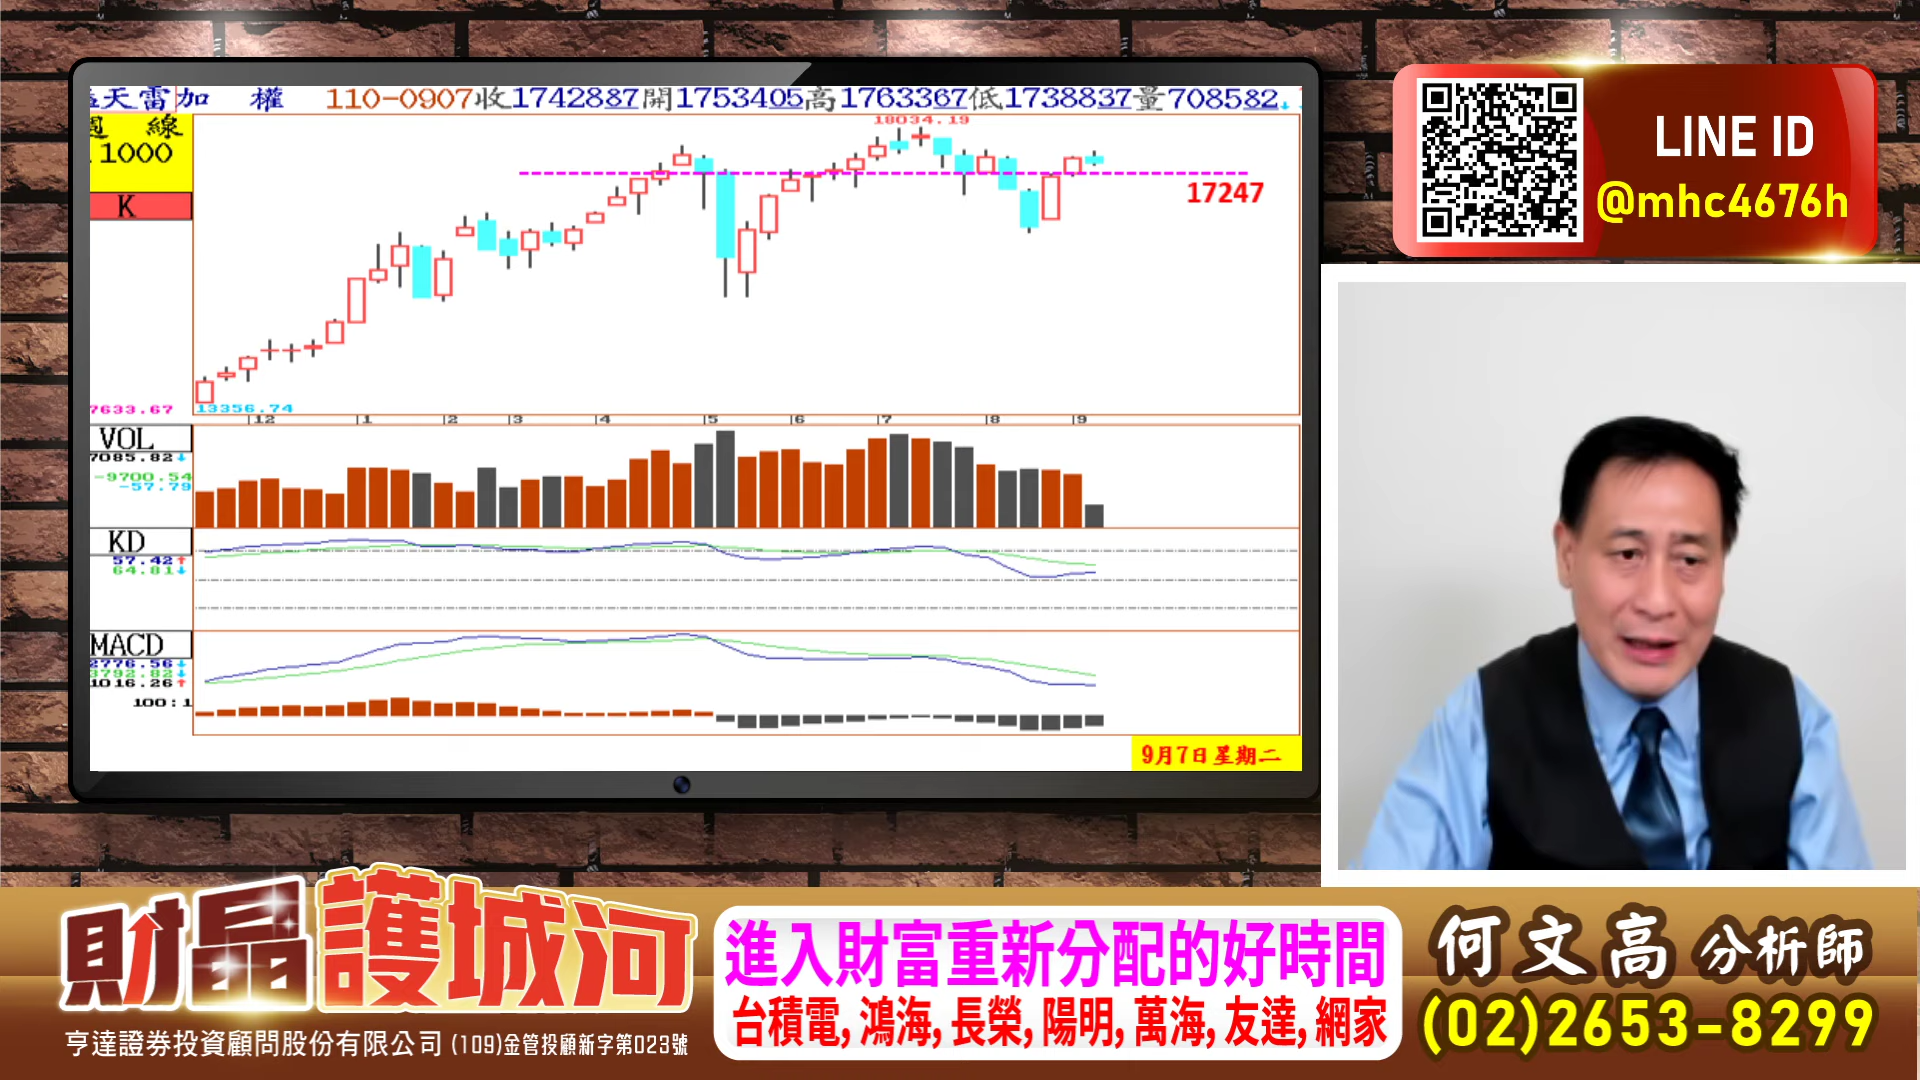 天雷加 權 110-0907收1742887開1753405高1763367低1738837量708582
週 線
1000
K
18034.19
17247
7633.67
13356.74
12 1 2 3 4 5 6 7 8 9
VOL
7085.82
-9700.54
-57.79
KD
57.42
64.81
MACD
2776.56
3792.82
1016.26
100:1
9月7日星期二
LINE ID
@mhc4676h
財晶護城河
亨達證券投資顧問股份有限公司 (109)金管投顧新字第023號
進入財富重新分配的好時間
台積電, 鴻海, 長榮, 陽明, 萬海, 友達, 網家
何文高 分析師
(02)2653-8299